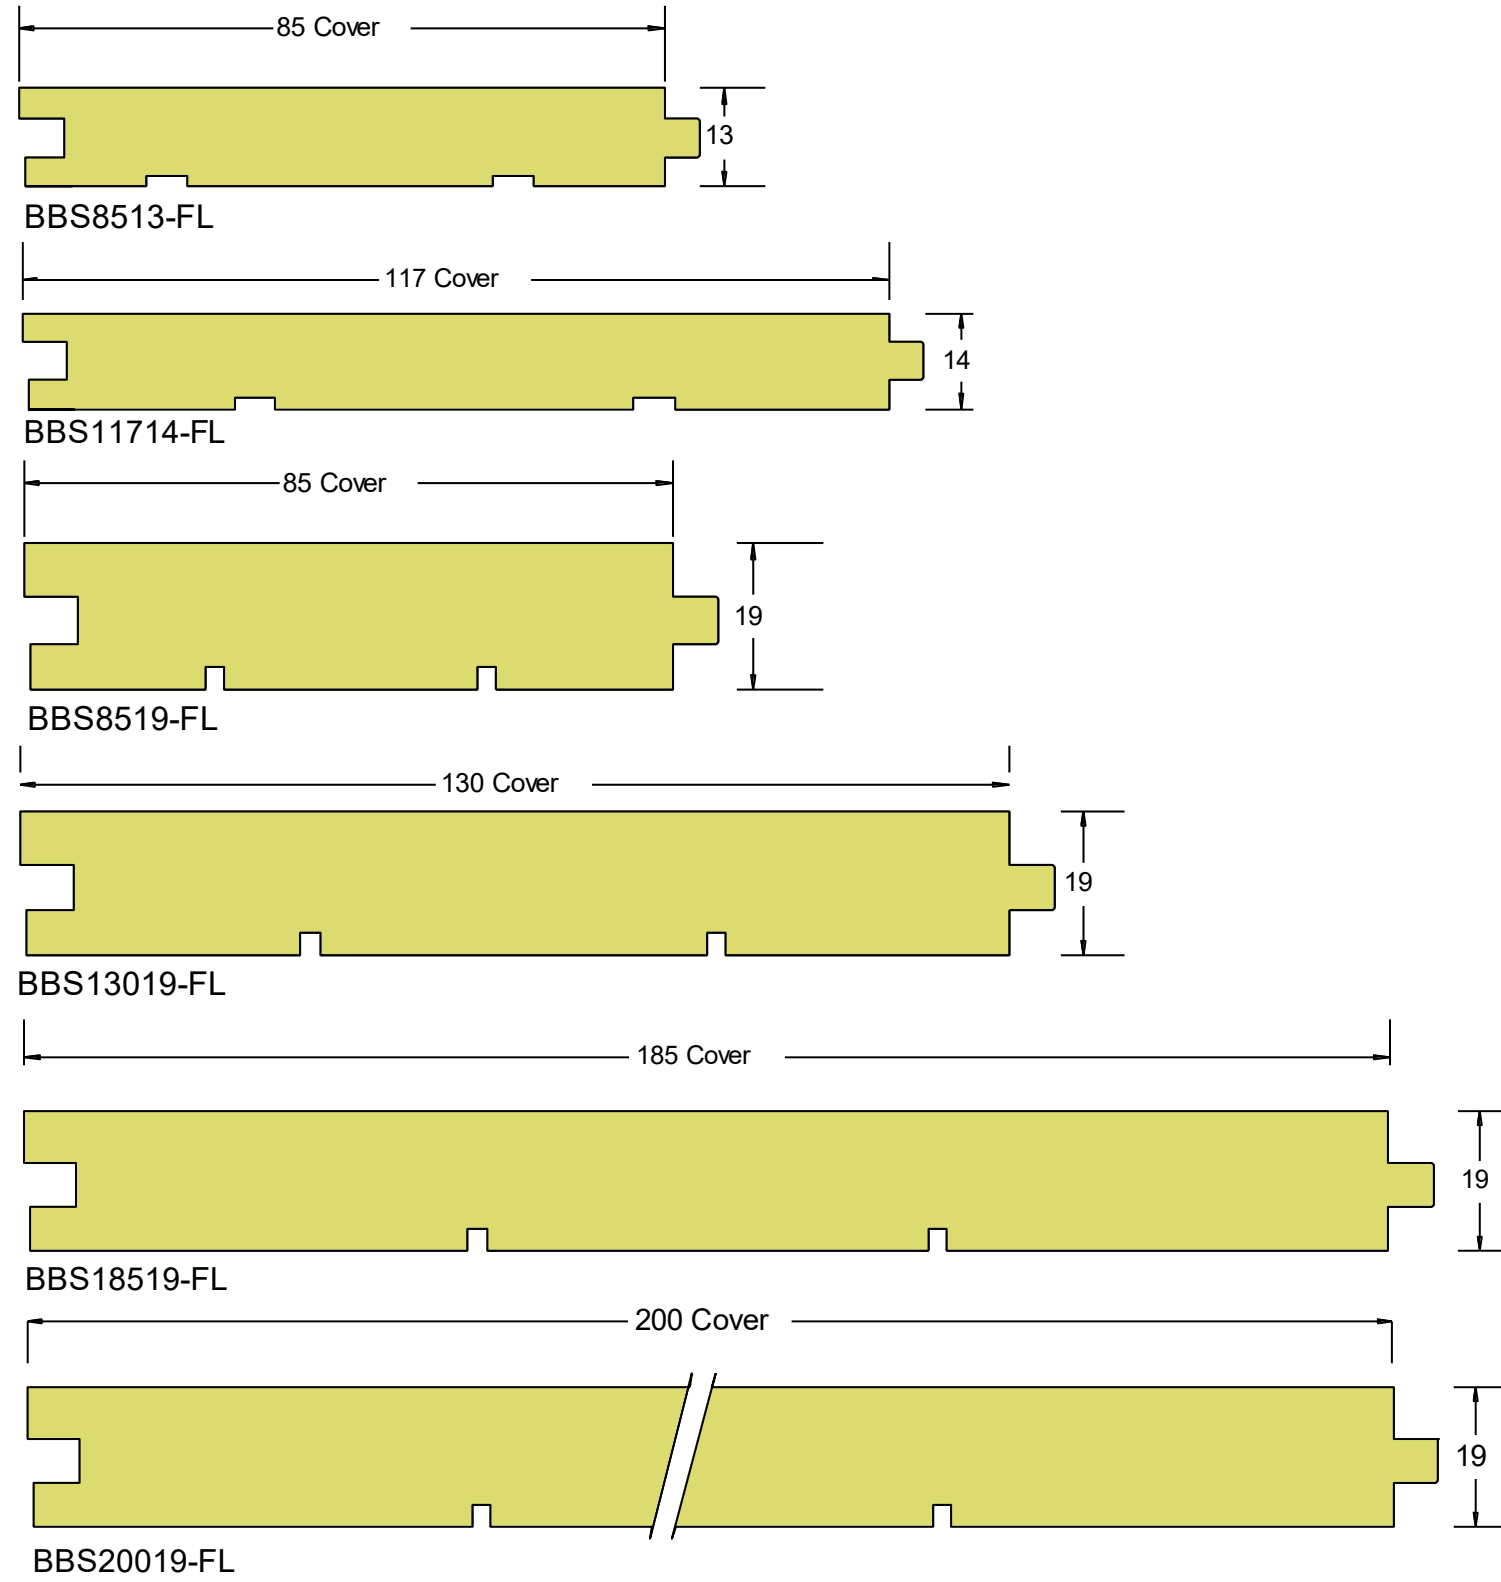 85 Cover
13
BBS8513-FL
117 Cover
14
BBS11714-FL
85 Cover
19
BBS8519-FL
130 Cover
19
BBS13019-FL
185 Cover
19
BBS18519-FL
200 Cover
19
BBS20019-FL